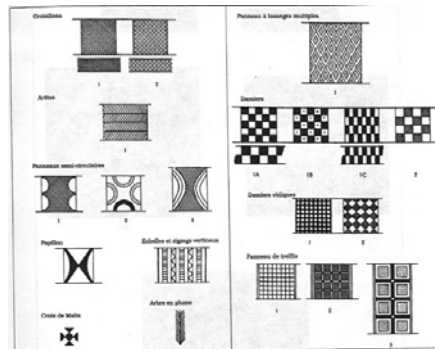 Croisillons
1 2
Arêtes
1
Panneaux semi-circulaires
1 2 3
Papillon
Échelles et zigzags verticaux
Croix de Malte
Arbre en plume
Panneau à losanges multiples
1
Damiers
1A 1B 1C 2
Damiers obliques
1 2
Panneau de treillis
1 2
3